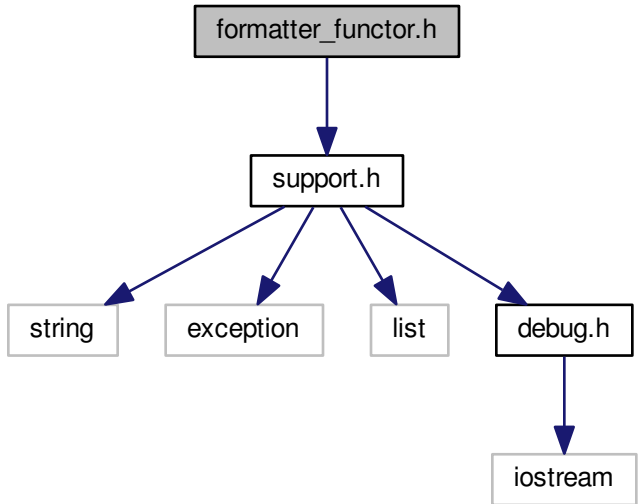 formatter_functor.h
support.h
string
exception
list
debug.h
iostream